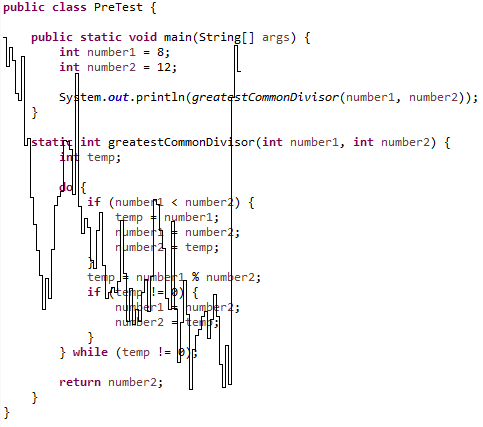 public class PreTest {
public static void main(String[] args) {
int number1 = 8;
int number2 = 12;
System.out.println(greatestCommonDivisor(number1, number2));
}
static int greatestCommonDivisor(int number1, int number2) {
int temp;
do {
if (number1 < number2) {
temp = number1;
number1 = number2;
number2 = temp;
}
temp = number1 % number2;
if (temp != 0) {
number1 = number2;
number2 = temp;
}
} while (temp != 0);
return number2;
}
}